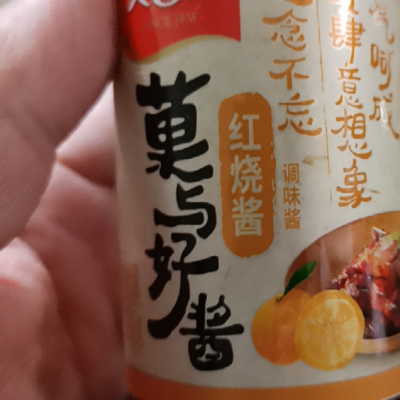 菓与好酱
红烧酱
调味酱
念不忘
肆意想象
气呵成